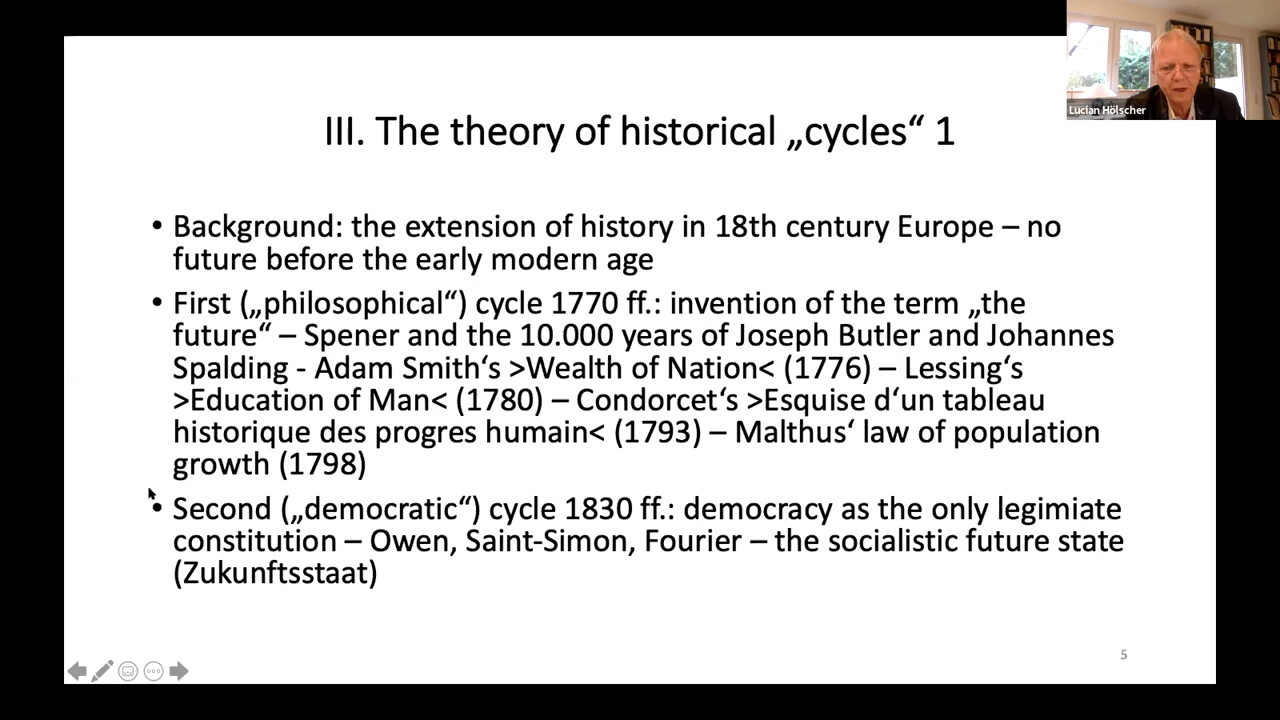 Lucian Hölscher
III. The theory of historical „cycles“ 1
• Background: the extension of history in 18th century Europe – no
future before the early modern age
• First („philosophical“) cycle 1770 ff.: invention of the term „the
future“ – Spener and the 10.000 years of Joseph Butler and Johannes
Spalding - Adam Smith‘s >Wealth of Nation< (1776) – Lessing‘s
>Education of Man< (1780) – Condorcet‘s >Esquise d‘un tableau
historique des progres humain< (1793) – Malthus‘ law of population
growth (1798)
• Second („democratic“) cycle 1830 ff.: democracy as the only legimiate
constitution – Owen, Saint-Simon, Fourier – the socialistic future state
(Zukunftsstaat)
5